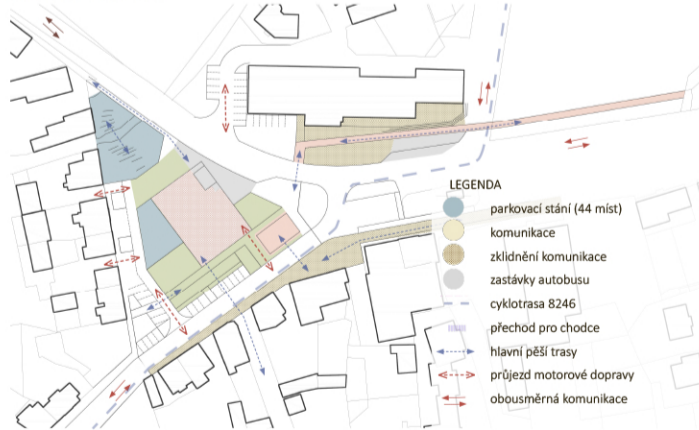 LEGENDA
parkovací stání (44 míst)
komunikace
zklidnění komunikace
zastávky autobusu
cyklotrasa 8246
přechod pro chodce
hlavní pěší trasy
průjezd motorové dopravy
obousměrná komunikace